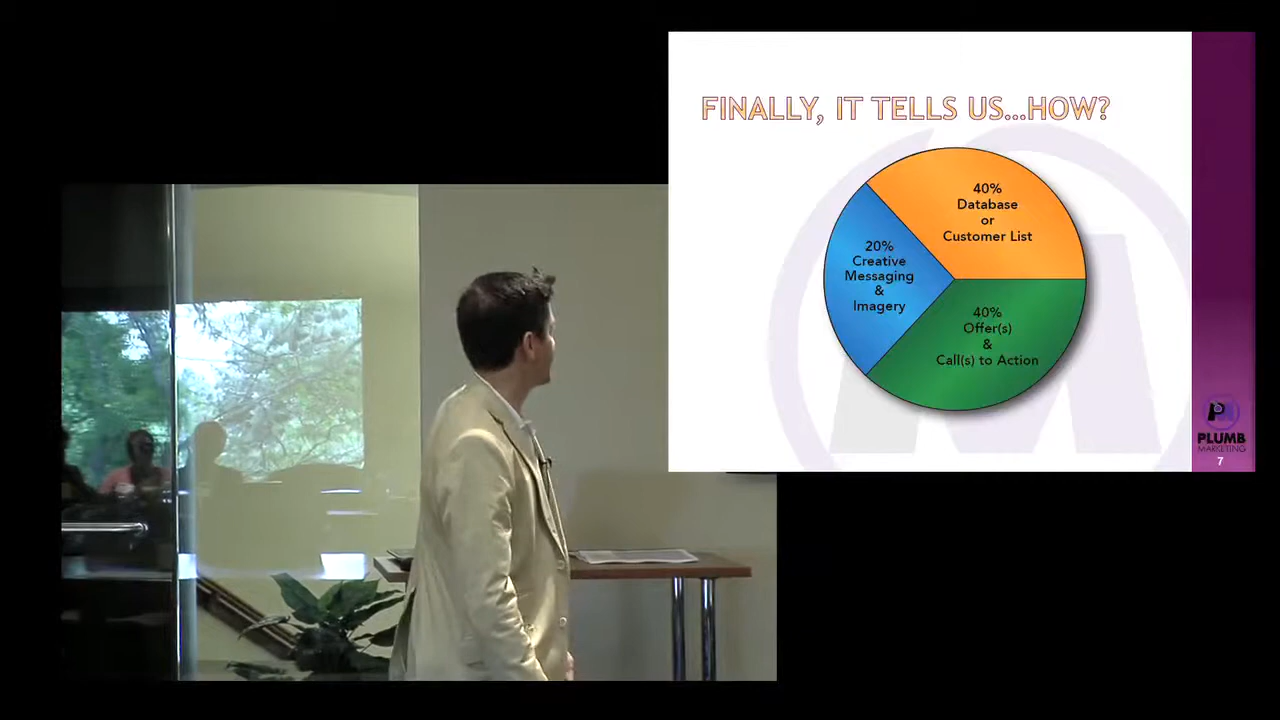 FINALLY, IT TELLS US...HOW?
40%
Database
or
Customer List
20%
Creative
Messaging
&
Imagery
40%
Offer(s)
&
Call(s) to Action
PLUMB
MARKETING
7